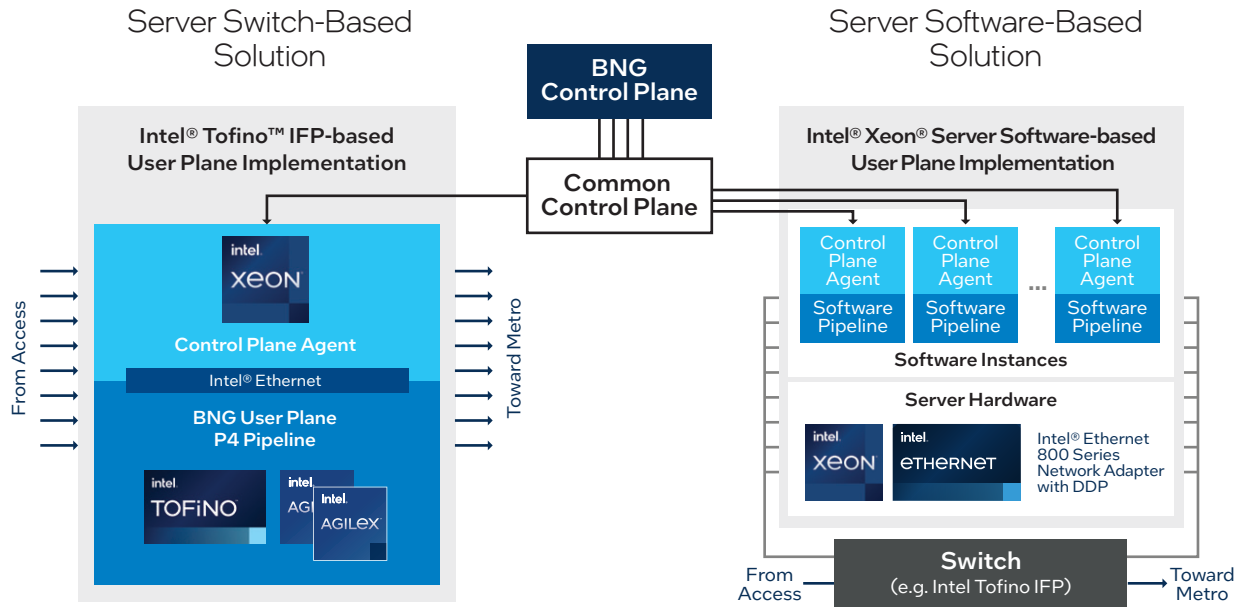 Server Switch-Based
Solution
Server Software-Based
Solution
BNG
Control Plane
Common
Control Plane
Intel® Tofino™ IFP-based
User Plane Implementation
intel.
xeon
Control Plane Agent
Intel® Ethernet
BNG User Plane
P4 Pipeline
intel.
TOFINO
intel.
AGI
Intel.
AGILEX
From Access
Toward Metro
Intel® Xeon® Server Software-based
User Plane Implementation
Control
Plane
Agent
Software
Pipeline
Control
Plane
Agent
Software
Pipeline
...
Control
Plane
Agent
Software
Pipeline
Software Instances
Server Hardware
intel.
xeon
intel.
ETHERNET
Intel® Ethernet
800 Series
Network Adapter
with DDP
From
Access
Switch
(e.g. Intel Tofino IFP)
Toward
Metro